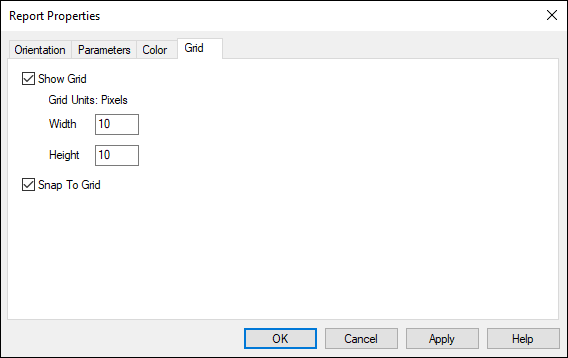 Report Properties
Orientation Parameters Color Grid
Show Grid
Grid Units: Pixels
Width 10
Height 10
Snap To Grid
OK Cancel Apply Help